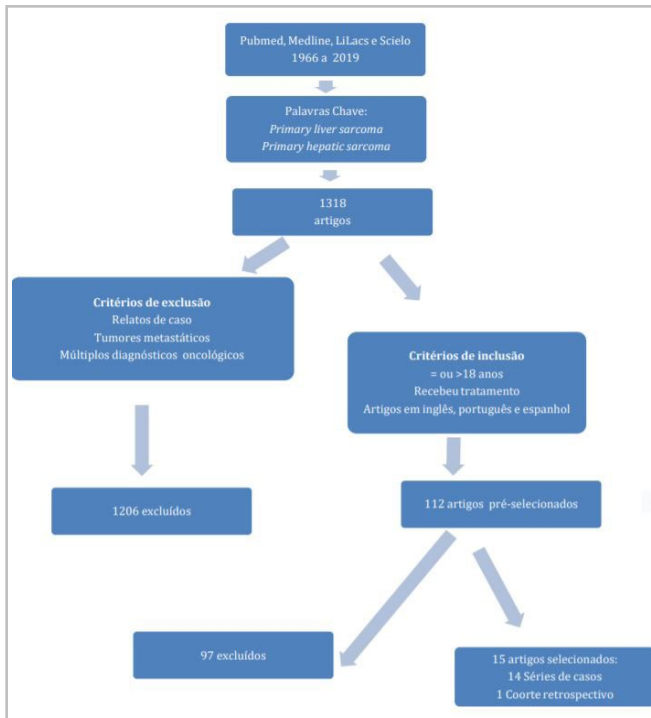 Pubmed, Medline, LiLacs e Scielo
1966 a 2019
Palavras Chave:
Primary liver sarcoma
Primary hepatic sarcoma
1318
artigos
Critérios de exclusão
Relatos de caso
Tumores metastáticos
Múltiplos diagnósticos oncológicos
Critérios de inclusão
= ou >18 anos
Recebeu tratamento
Artigos em inglês, português e espanhol
1206 excluídos
112 artigos pré-selecionados
97 excluídos
15 artigos selecionados:
14 Séries de casos
1 Coorte retrospectivo